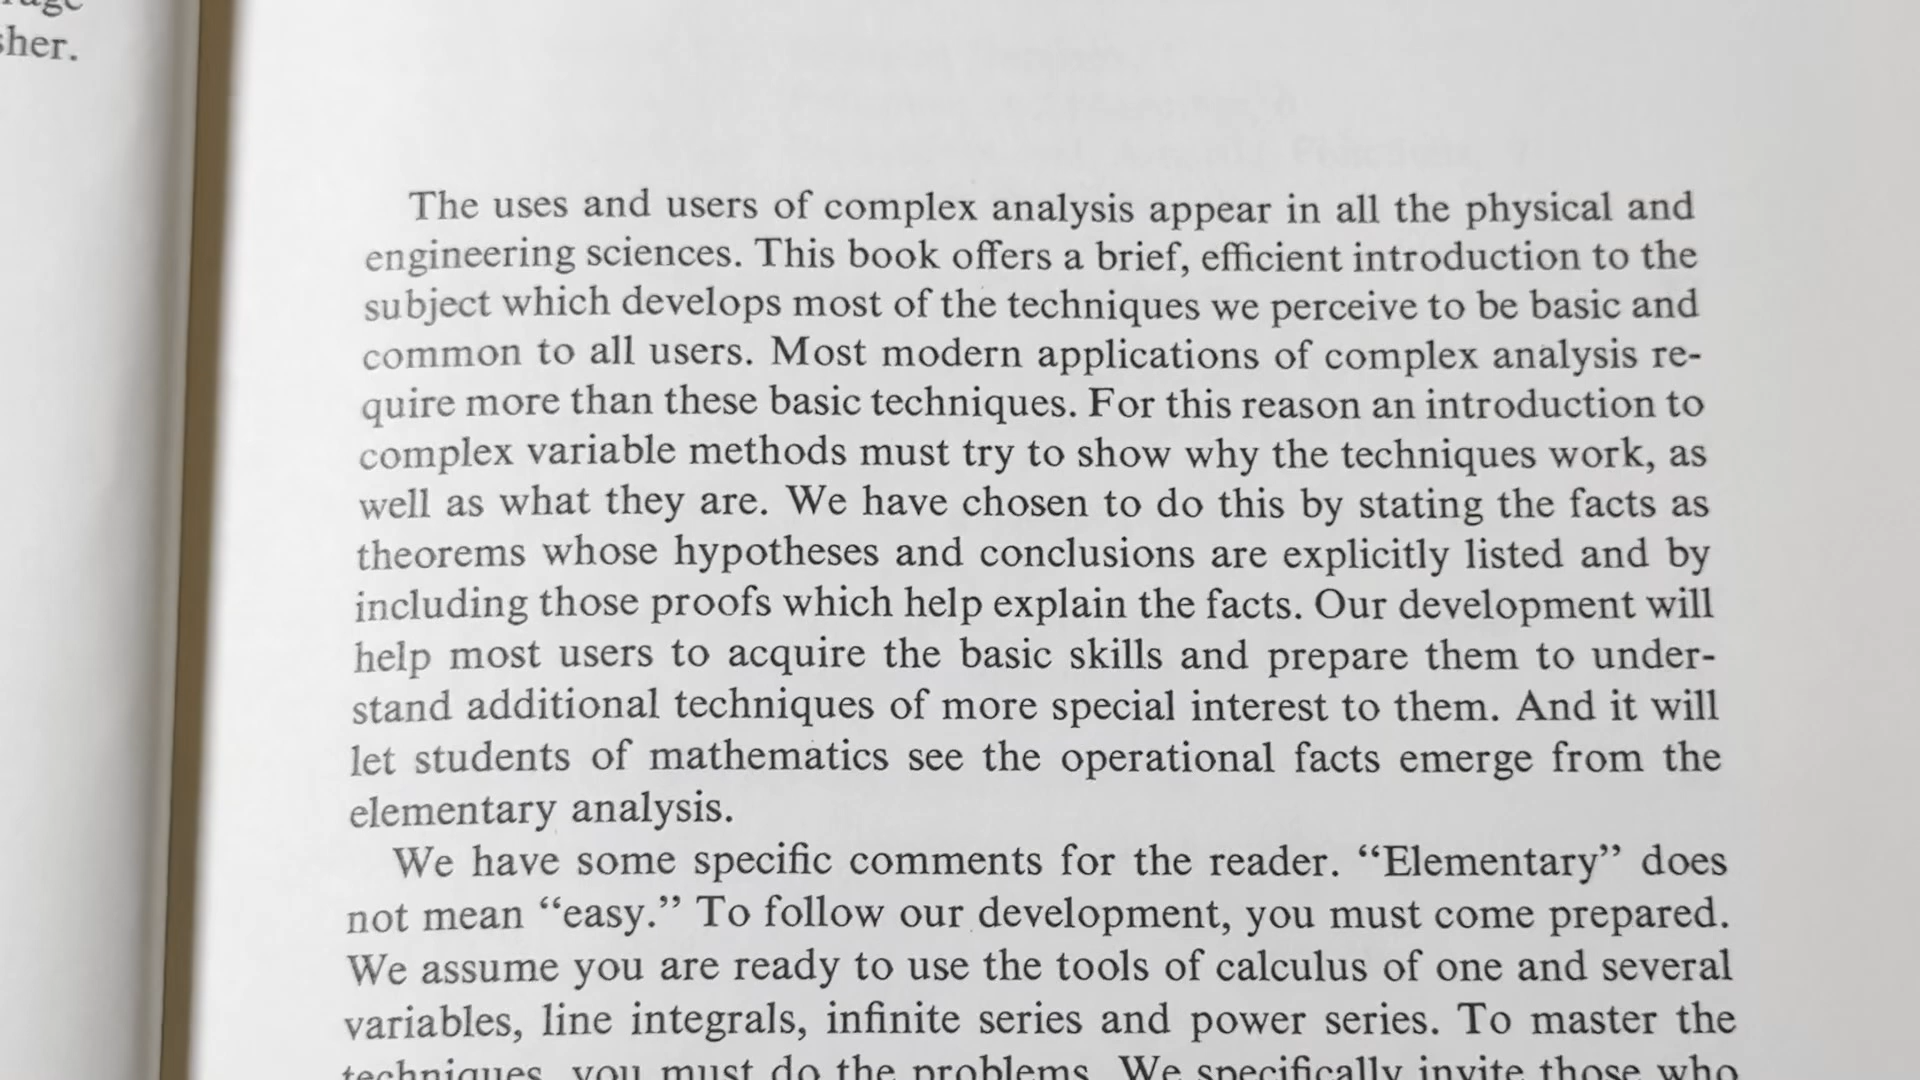 sher.
The uses and users of complex analysis appear in all the physical and
engineering sciences. This book offers a brief, efficient introduction to the
subject which develops most of the techniques we perceive to be basic and
common to all users. Most modern applications of complex analysis re-
quire more than these basic techniques. For this reason an introduction to
complex variable methods must try to show why the techniques work, as
well as what they are. We have chosen to do this by stating the facts as
theorems whose hypotheses and conclusions are explicitly listed and by
including those proofs which help explain the facts. Our development will
help most users to acquire the basic skills and prepare them to under-
stand additional techniques of more special interest to them. And it will
let students of mathematics see the operational facts emerge from the
elementary analysis.
We have some specific comments for the reader. “Elementary” does
not mean “easy.” To follow our development, you must come prepared.
We assume you are ready to use the tools of calculus of one and several
variables, line integrals, infinite series and power series. To master the
techniques, you must do the problems. We specifically invite those who